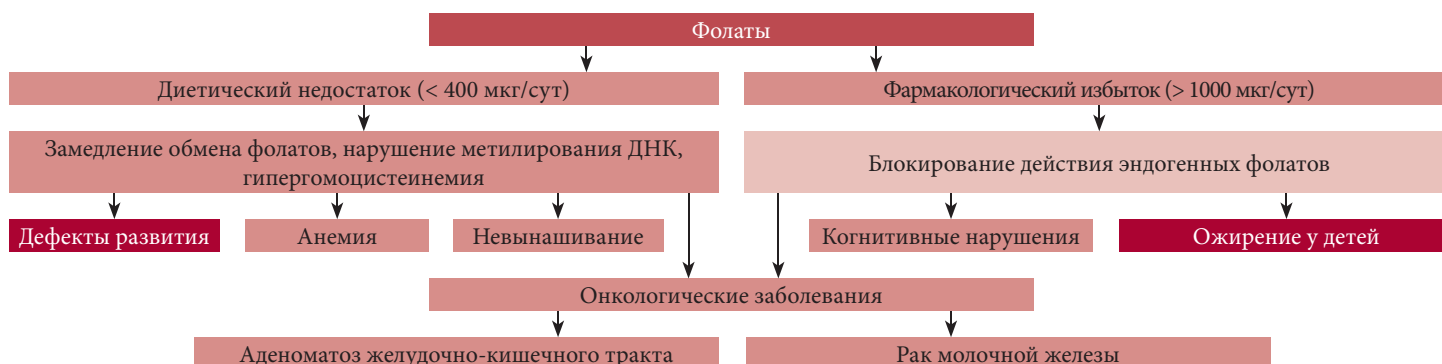 Фолаты
Диетический недостаток (< 400 мкг/сут)
Фармакологический избыток (> 1000 мкг/сут)
Замедление обмена фолатов, нарушение метилирования ДНК,
гипергомоцистеинемия
Блокирование действия эндогенных фолатов
Дефекты развития
Анемия
Невынашивание
Когнитивные нарушения
Ожирение у детей
Онкологические заболевания
Аденоматоз желудочно-кишечного тракта
Рак молочной железы